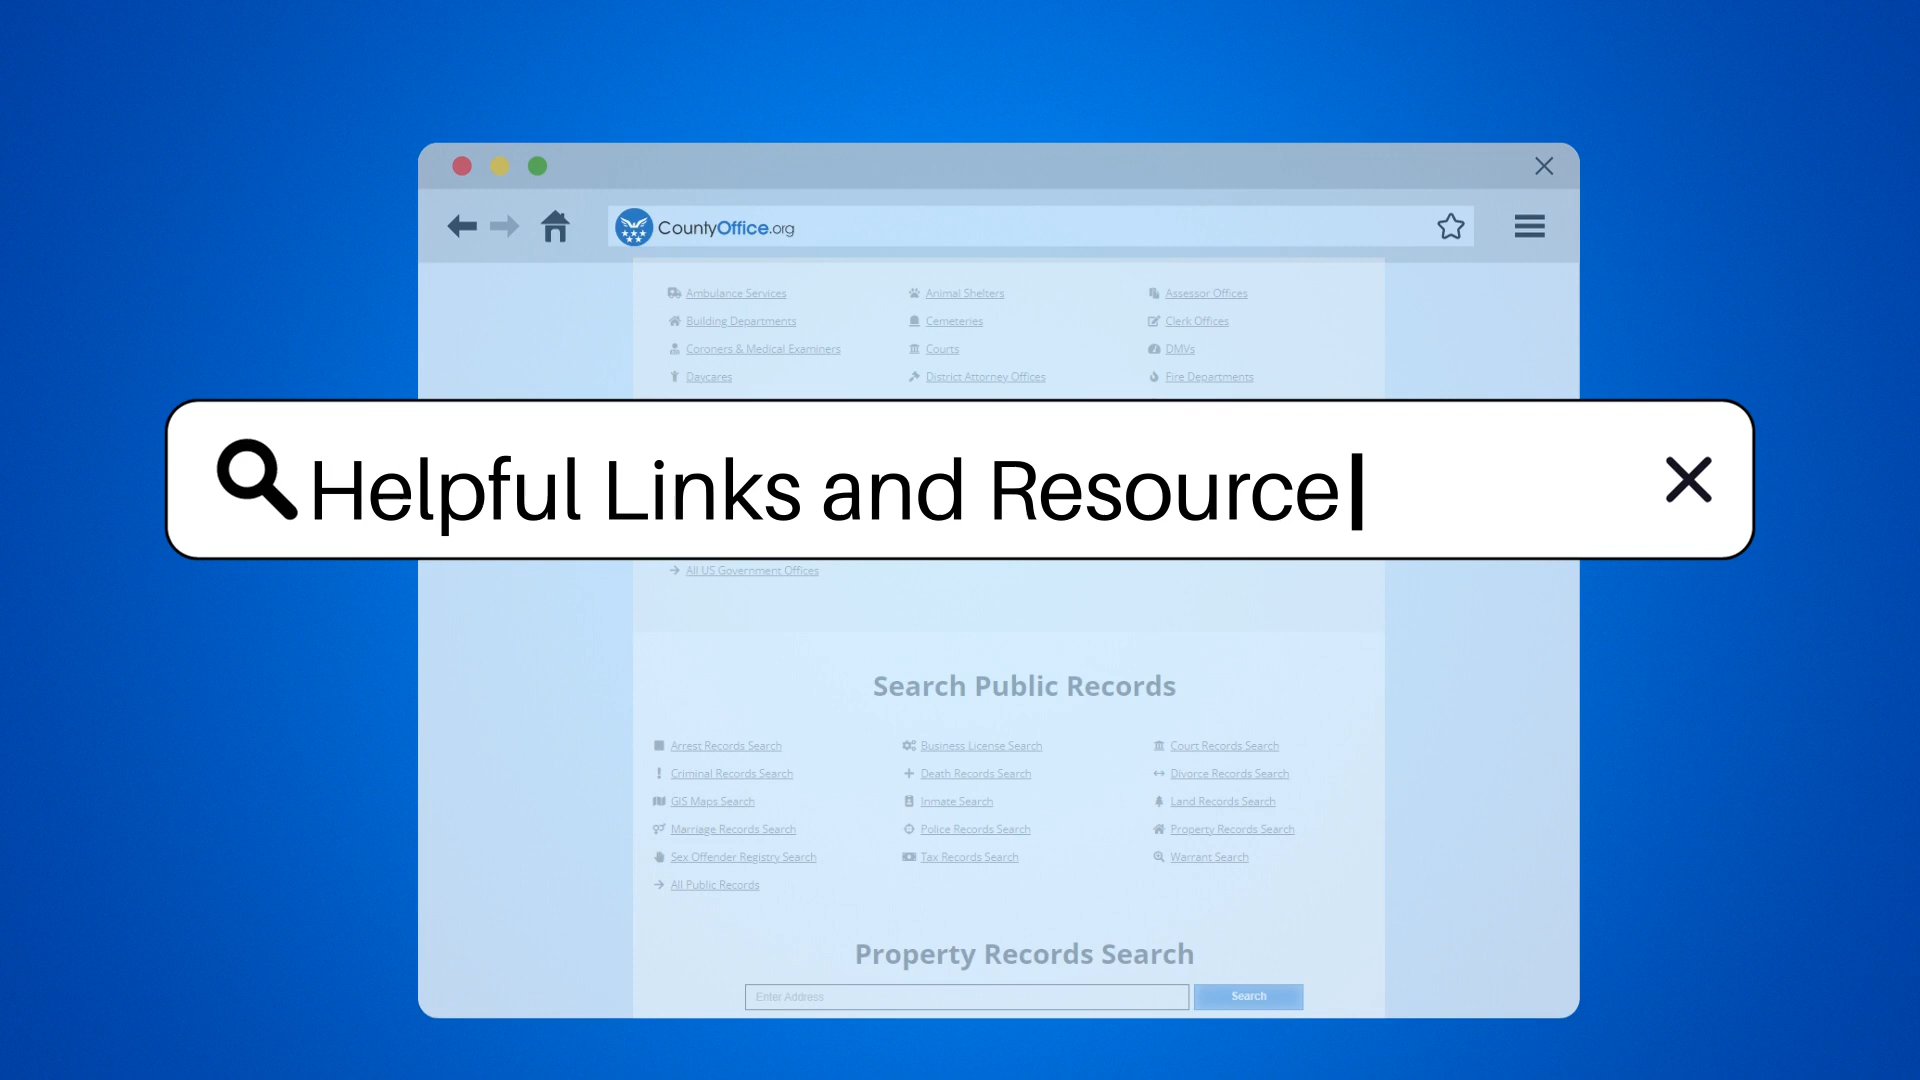 CountyOffice.org
Ambulance Services Animal Shelters Assessor Offices
Building Departments Cemeteries Clerk Offices
Coroners & Medical Examiners Courts DMVs
Daycares District Attorney Offices Fire Departments
Helpful Links and Resource
All US Government Offices
Search Public Records
Arrest Records Search Business License Search Court Records Search
Criminal Records Search Death Records Search Divorce Records Search
GIS Maps Search Inmate Search Land Records Search
Marriage Records Search Police Records Search Property Records Search
Sex Offender Registry Search Tax Records Search Warrant Search
All Public Records
Property Records Search
Enter Address Search